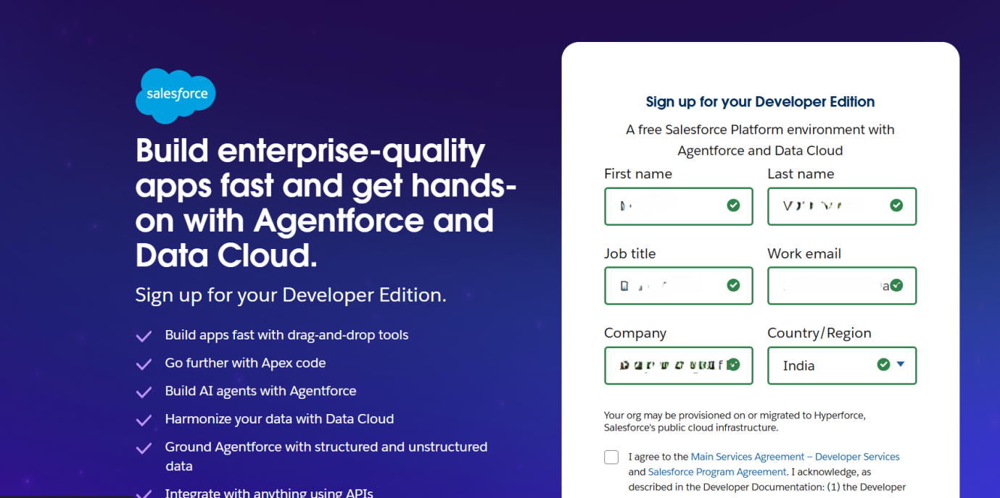 salesforce
Build enterprise-quality
apps fast and get hands-
on with Agentforce and
Data Cloud.
Sign up for your Developer Edition.
Build apps fast with drag-and-drop tools
Go further with Apex code
Build AI agents with Agentforce
Harmonize your data with Data Cloud
Ground Agentforce with structured and unstructured
data
Integrate with anything using APIs
Sign up for your Developer Edition
A free Salesforce Platform environment with
Agentforce and Data Cloud
First name
Last name
Job title
Work email
Company
Country/Region
India
Your org may be provisioned on or migrated to Hyperforce,
Salesforce's public cloud infrastructure.
I agree to the Main Services Agreement – Developer Services
and Salesforce Program Agreement. I acknowledge, as
described in the Developer Documentation: (1) the Developer